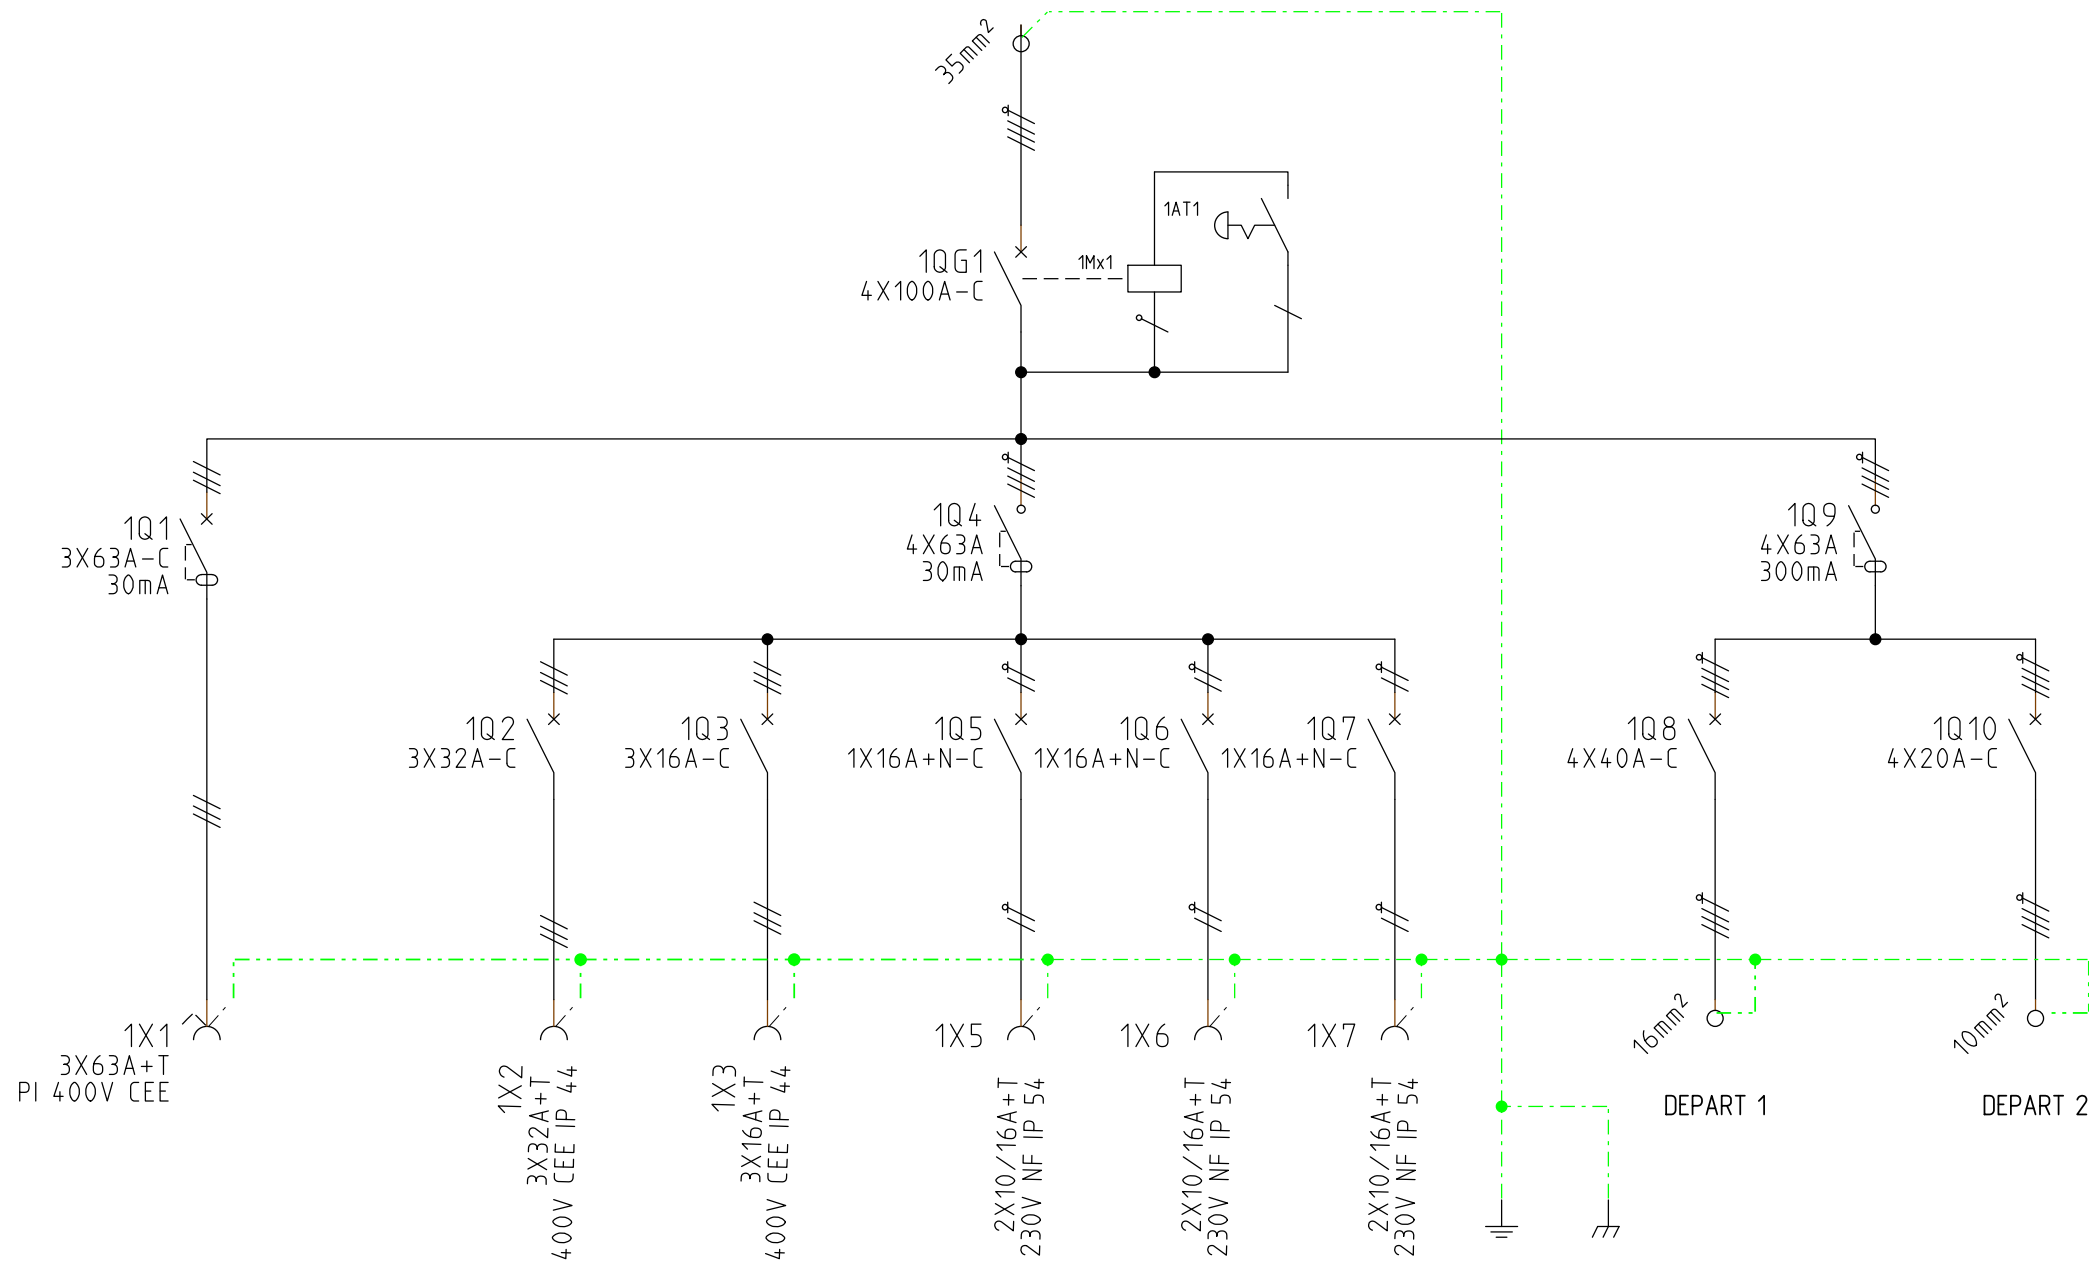 35mm²
1AT1
1QG1
4X100A-C
1Mx1
1Q1
3X63A-C
30mA
1Q4
4X63A
30mA
1Q9
4X63A
300mA
1Q2
3X32A-C
1Q3
3X16A-C
1Q5
1X16A+N-C
1Q6
1X16A+N-C
1Q7
1X16A+N-C
1Q8
4X40A-C
1Q10
4X20A-C
1X1
3X63A+T
PI 400V CEE
1X2
3X32A+T
400V CEE IP 44
1X3
3X16A+T
400V CEE IP 44
1X5
2X10/16A+T
230V NF IP 54
1X6
2X10/16A+T
230V NF IP 54
1X7
2X10/16A+T
230V NF IP 54
16mm²
DEPART 1
10mm²
DEPART 2